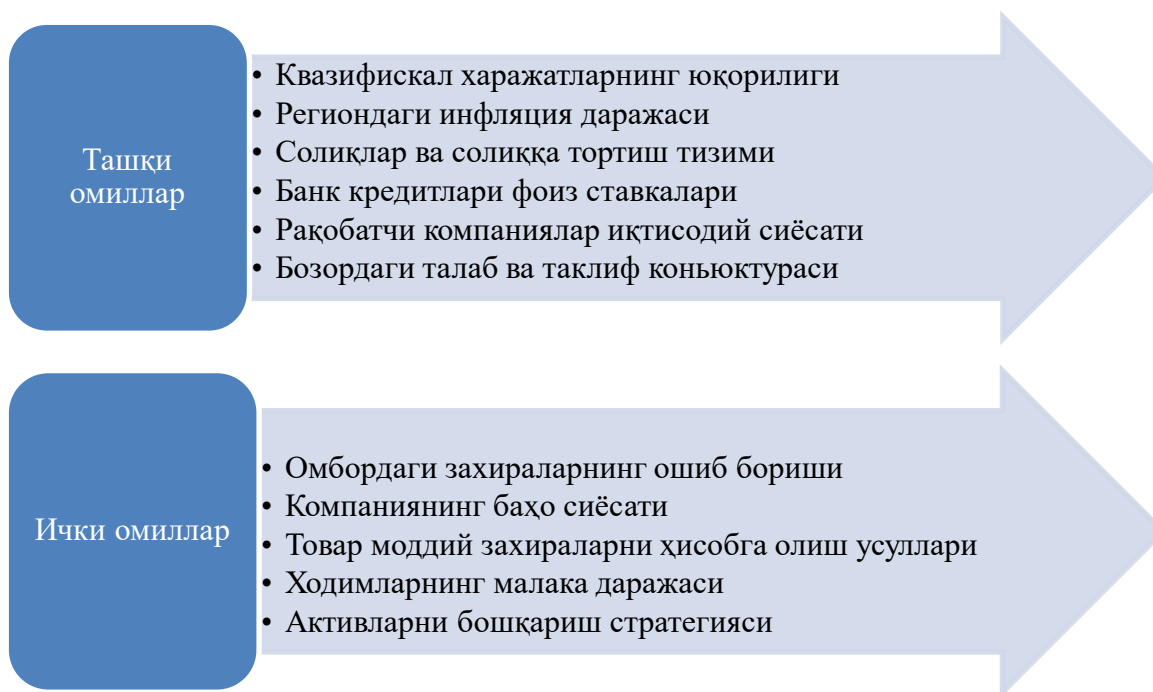 Ташқи
омиллар
• Квазифискал харажатларнинг юқорилиги
• Региондаги инфляция даражаси
• Солиқлар ва солиққа тортиш тизими
• Банк кредитлари фоиз ставкалари
• Рақобатчи компаниялар иқтисодий сиёсати
• Бозордаги талаб ва таклиф коньюктураси
Ички омиллар
• Омбордаги захираларнинг ошиб бориши
• Компаниянинг баҳо сиёсати
• Товар моддий захираларни ҳисобга олиш усуллари
• Ходимларнинг малака даражаси
• Активларни бошқариш стратегияси